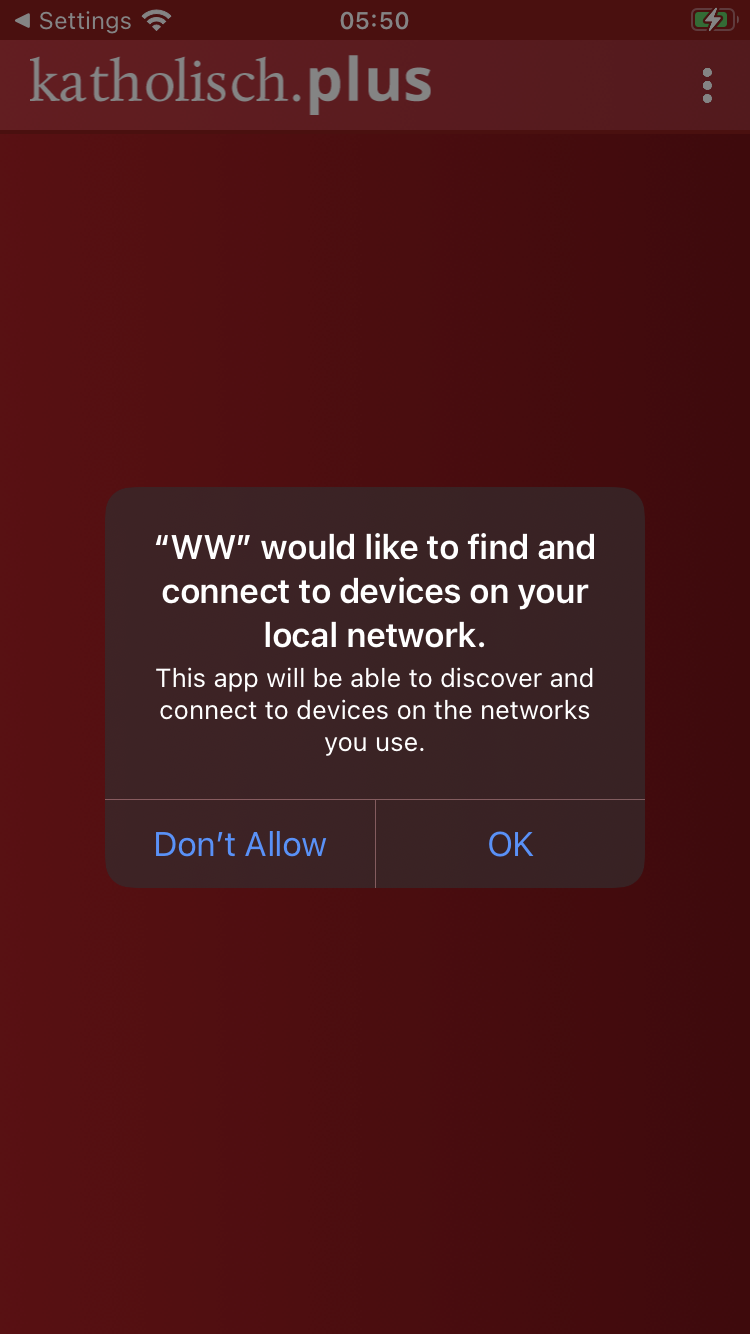 Settings
05:50
katholisch.plus
“WW” would like to find and
connect to devices on your
local network.
This app will be able to discover and
connect to devices on the networks
you use.
Don’t Allow
OK